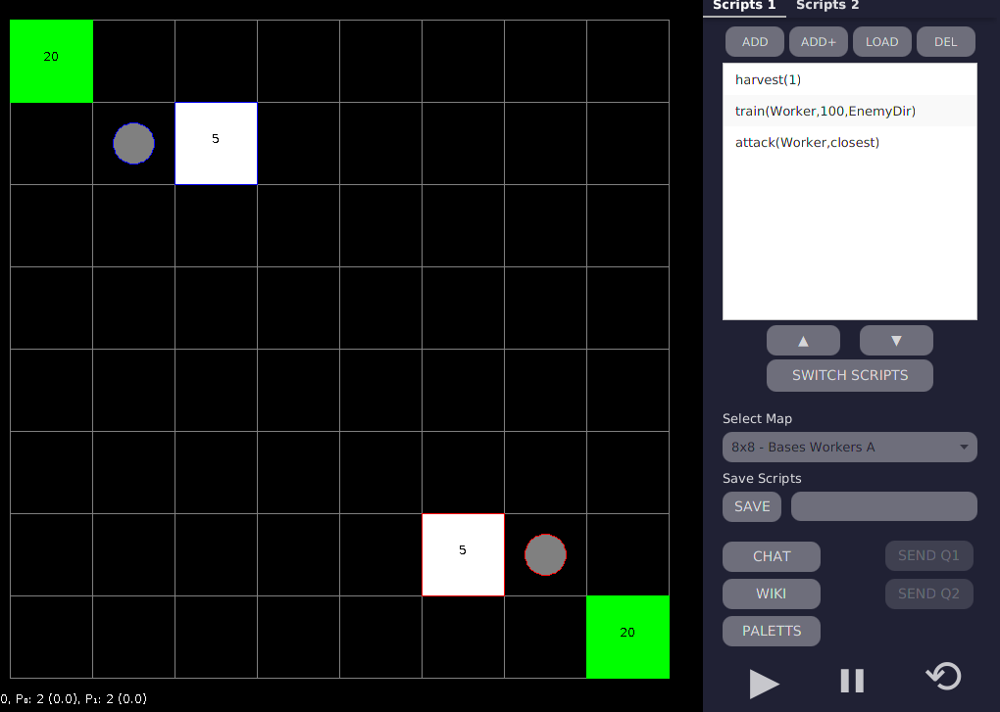 Scripts 1 Scripts 2
ADD ADD+ LOAD DEL
20
harvest(1)
train(Worker,100,EnemyDir)
5
attack(Worker,closest)
▲ ▼
SWITCH SCRIPTS
Select Map
8x8 - Bases Workers A
Save Scripts
SAVE
5
CHAT SEND Q1
WIKI SEND Q2
20
PALETTS
0, P₀: 2 (0.0), P₁: 2 (0.0)